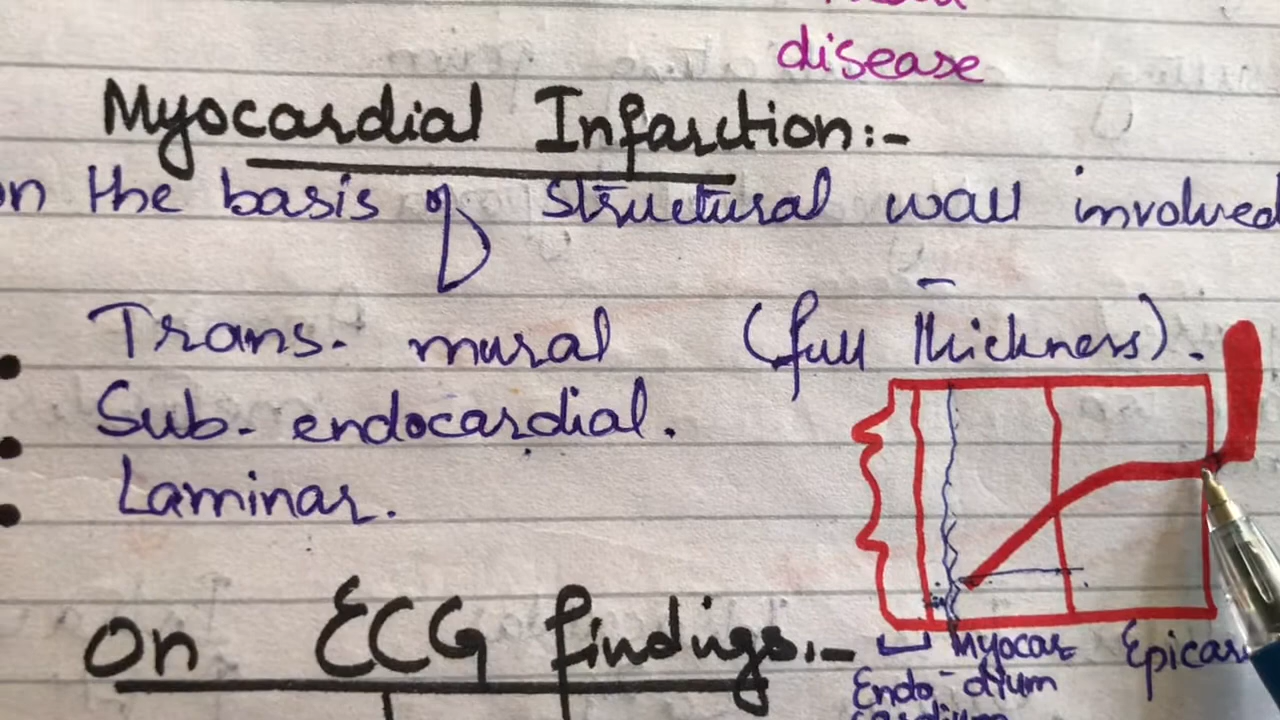 disease
Myocardial Infarction:-
on the basis of structural wall involved
Trans- mural (full thickness).
Sub- endocardial.
Laminar.
On ECG findings:-
Myocar Epicar
Endo- dium
cardium